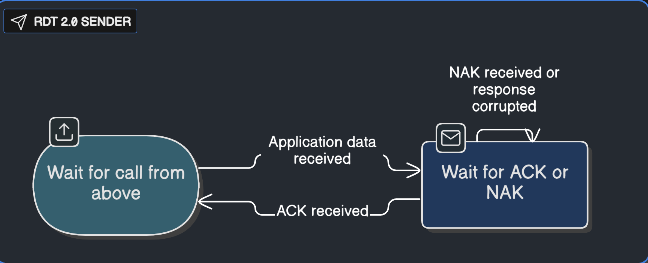 RDT 2.0 SENDER
NAK received or
response
corrupted
Application data
received
Wait for call from
above
Wait for ACK or
NAK
ACK received